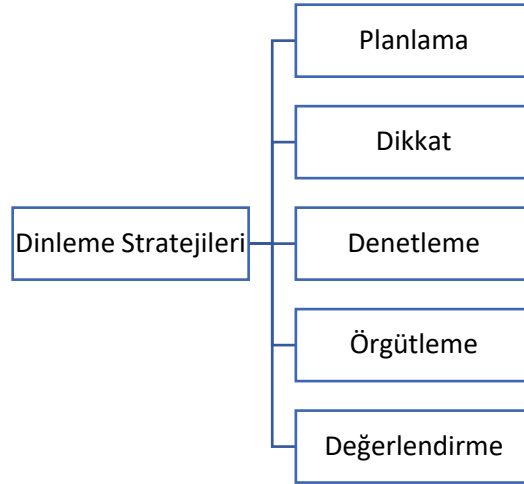 Planlama
Dikkat
Dinleme Stratejileri
Denetleme
Örgütleme
Değerlendirme